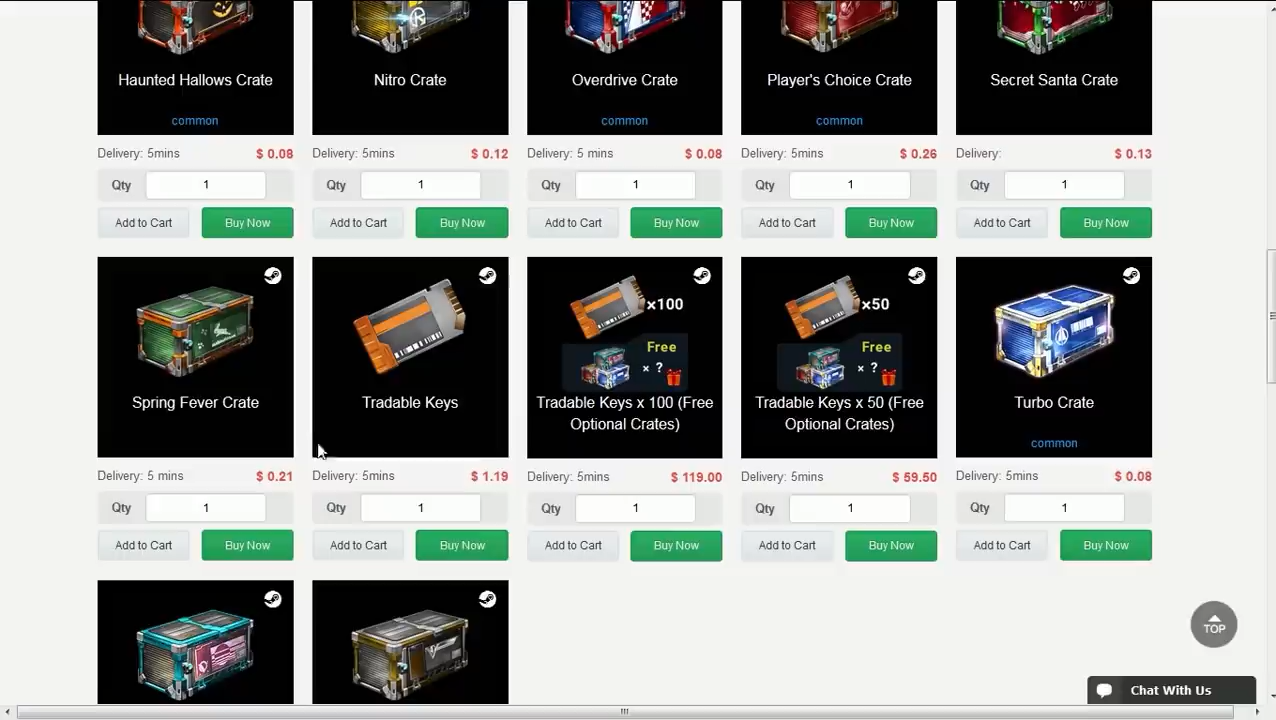 Haunted Hallows Crate
Nitro Crate
Overdrive Crate
Player's Choice Crate
Secret Santa Crate
common
common
common
Delivery: 5mins $ 0.08
Delivery: 5mins $ 0.12
Delivery: 5 mins $ 0.08
Delivery: 5mins $ 0.26
Delivery: $ 0.13
Qty 1
Qty 1
Qty 1
Qty 1
Qty 1
Add to Cart Buy Now
Add to Cart Buy Now
Add to Cart Buy Now
Add to Cart Buy Now
Add to Cart Buy Now
×100
Free
× ?
×50
Free
× ?
Spring Fever Crate
Tradable Keys
Tradable Keys x 100 (Free
Optional Crates)
Tradable Keys x 50 (Free
Optional Crates)
Turbo Crate
common
Delivery: 5 mins $ 0.21
Delivery: 5mins $ 1.19
Delivery: 5mins $ 119.00
Delivery: 5mins $ 59.50
Delivery: 5mins $ 0.08
Qty 1
Qty 1
Qty 1
Qty 1
Qty 1
Add to Cart Buy Now
Add to Cart Buy Now
Add to Cart Buy Now
Add to Cart Buy Now
Add to Cart Buy Now
TOP
Chat With Us